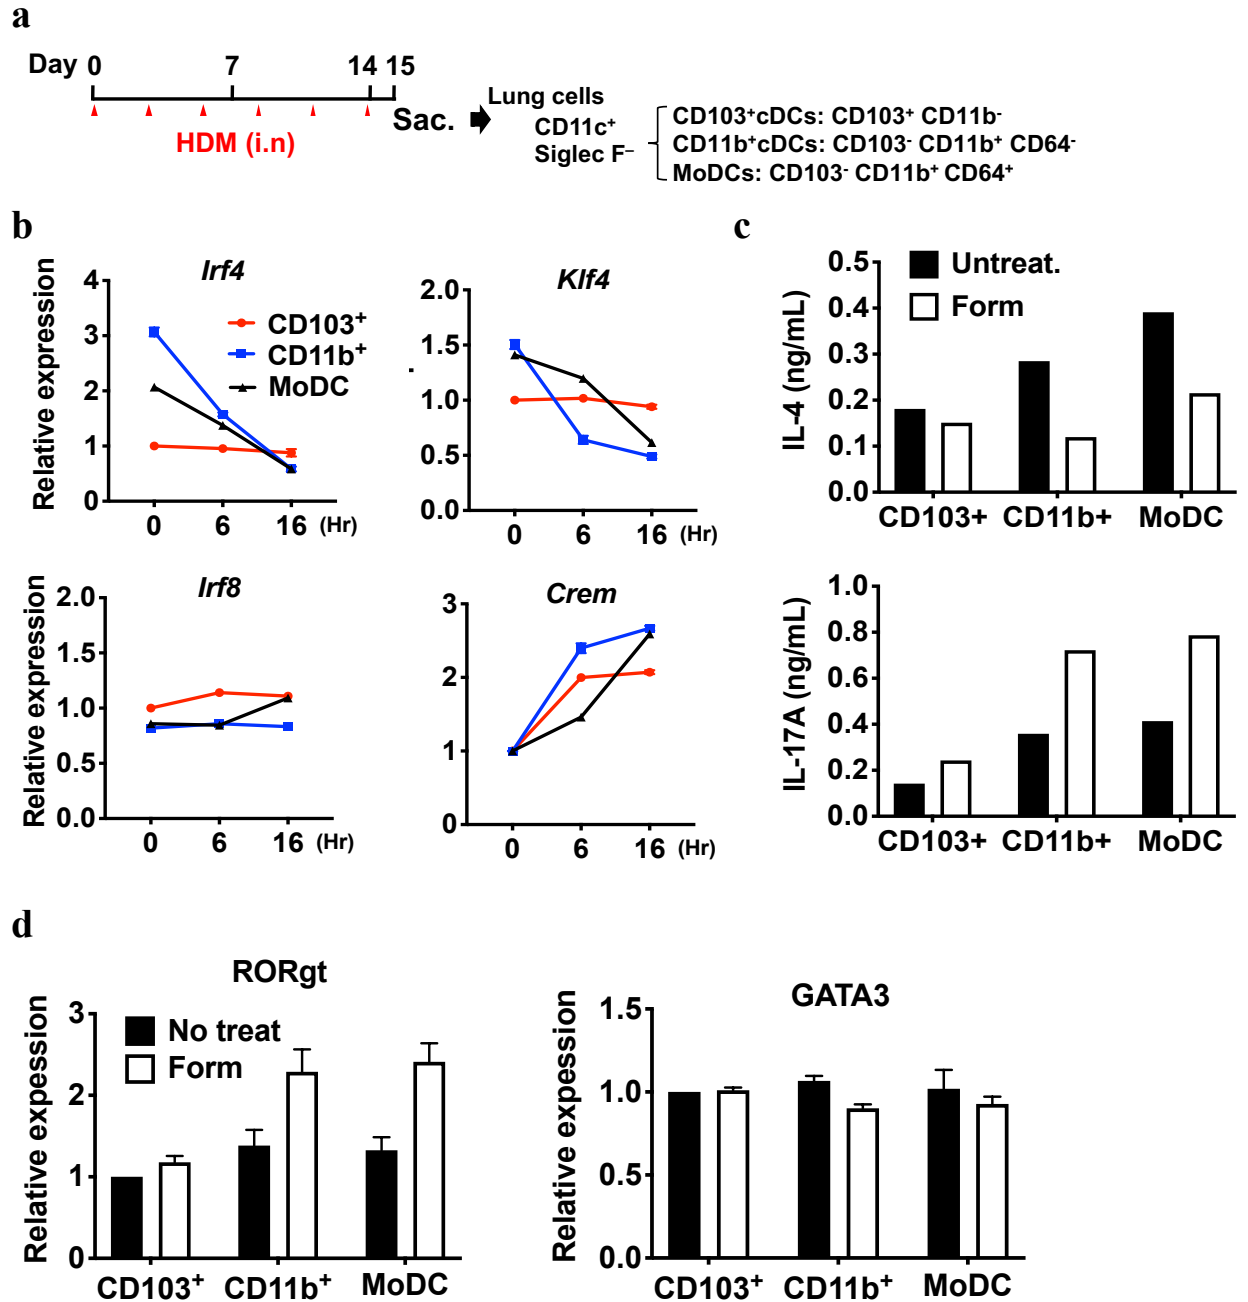 a
Day 0 7 14 15
HDM (i.n)
Sac.
Lung cells
CD11c⁺
Siglec F⁻
CD103⁺cDCs: CD103⁺ CD11b⁻
CD11b⁺cDCs: CD103⁻ CD11b⁺ CD64⁻
MoDCs: CD103⁻ CD11b⁺ CD64⁺
b
Irf4
Relative expression
4
3
2
1
0
CD103⁺
CD11b⁺
MoDC
0 6 16 (Hr)
Klf4
2.0
1.5
1.0
0.5
0.0
0 6 16 (Hr)
Irf8
Relative expression
2.0
1.5
1.0
0.5
0.0
0 6 16 (Hr)
Crem
3
2
1
0
0 6 16 (Hr)
c
IL-4 (ng/mL)
0.5
0.4
0.3
0.2
0.1
0.0
Untreat.
Form
CD103+ CD11b+ MoDC
IL-17A (ng/mL)
1.0
0.8
0.6
0.4
0.2
0.0
CD103+ CD11b+ MoDC
d
RORgt
Relative expession
3
2
1
0
No treat
Form
CD103⁺ CD11b⁺ MoDC
GATA3
Relative expession
1.5
1.0
0.5
0.0
CD103⁺ CD11b⁺ MoDC